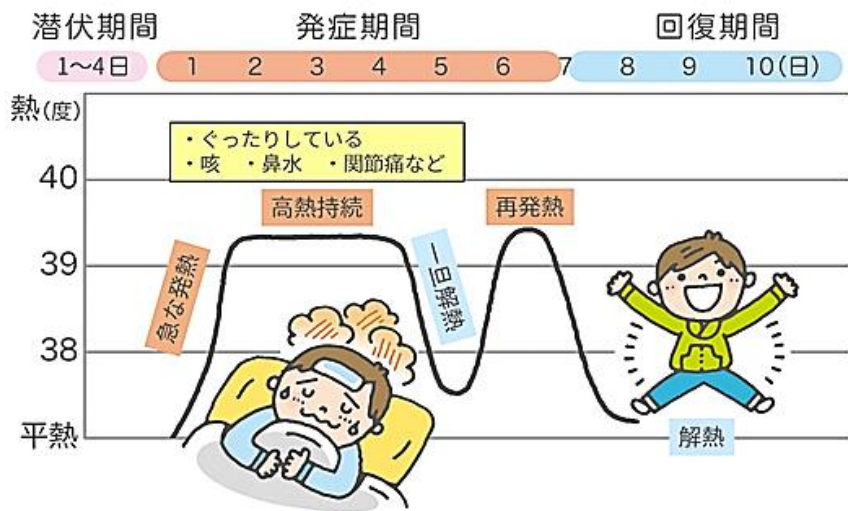 潜伏期間 発症期間 回復期間
1〜4日 1 2 3 4 5 6 7 8 9 10(日)
熱(度)
・ぐったりしている
・咳 ・鼻水 ・関節痛など
40
高熱持続
再発熱
39
急な発熱
一旦解熱
38
平熱
解熱